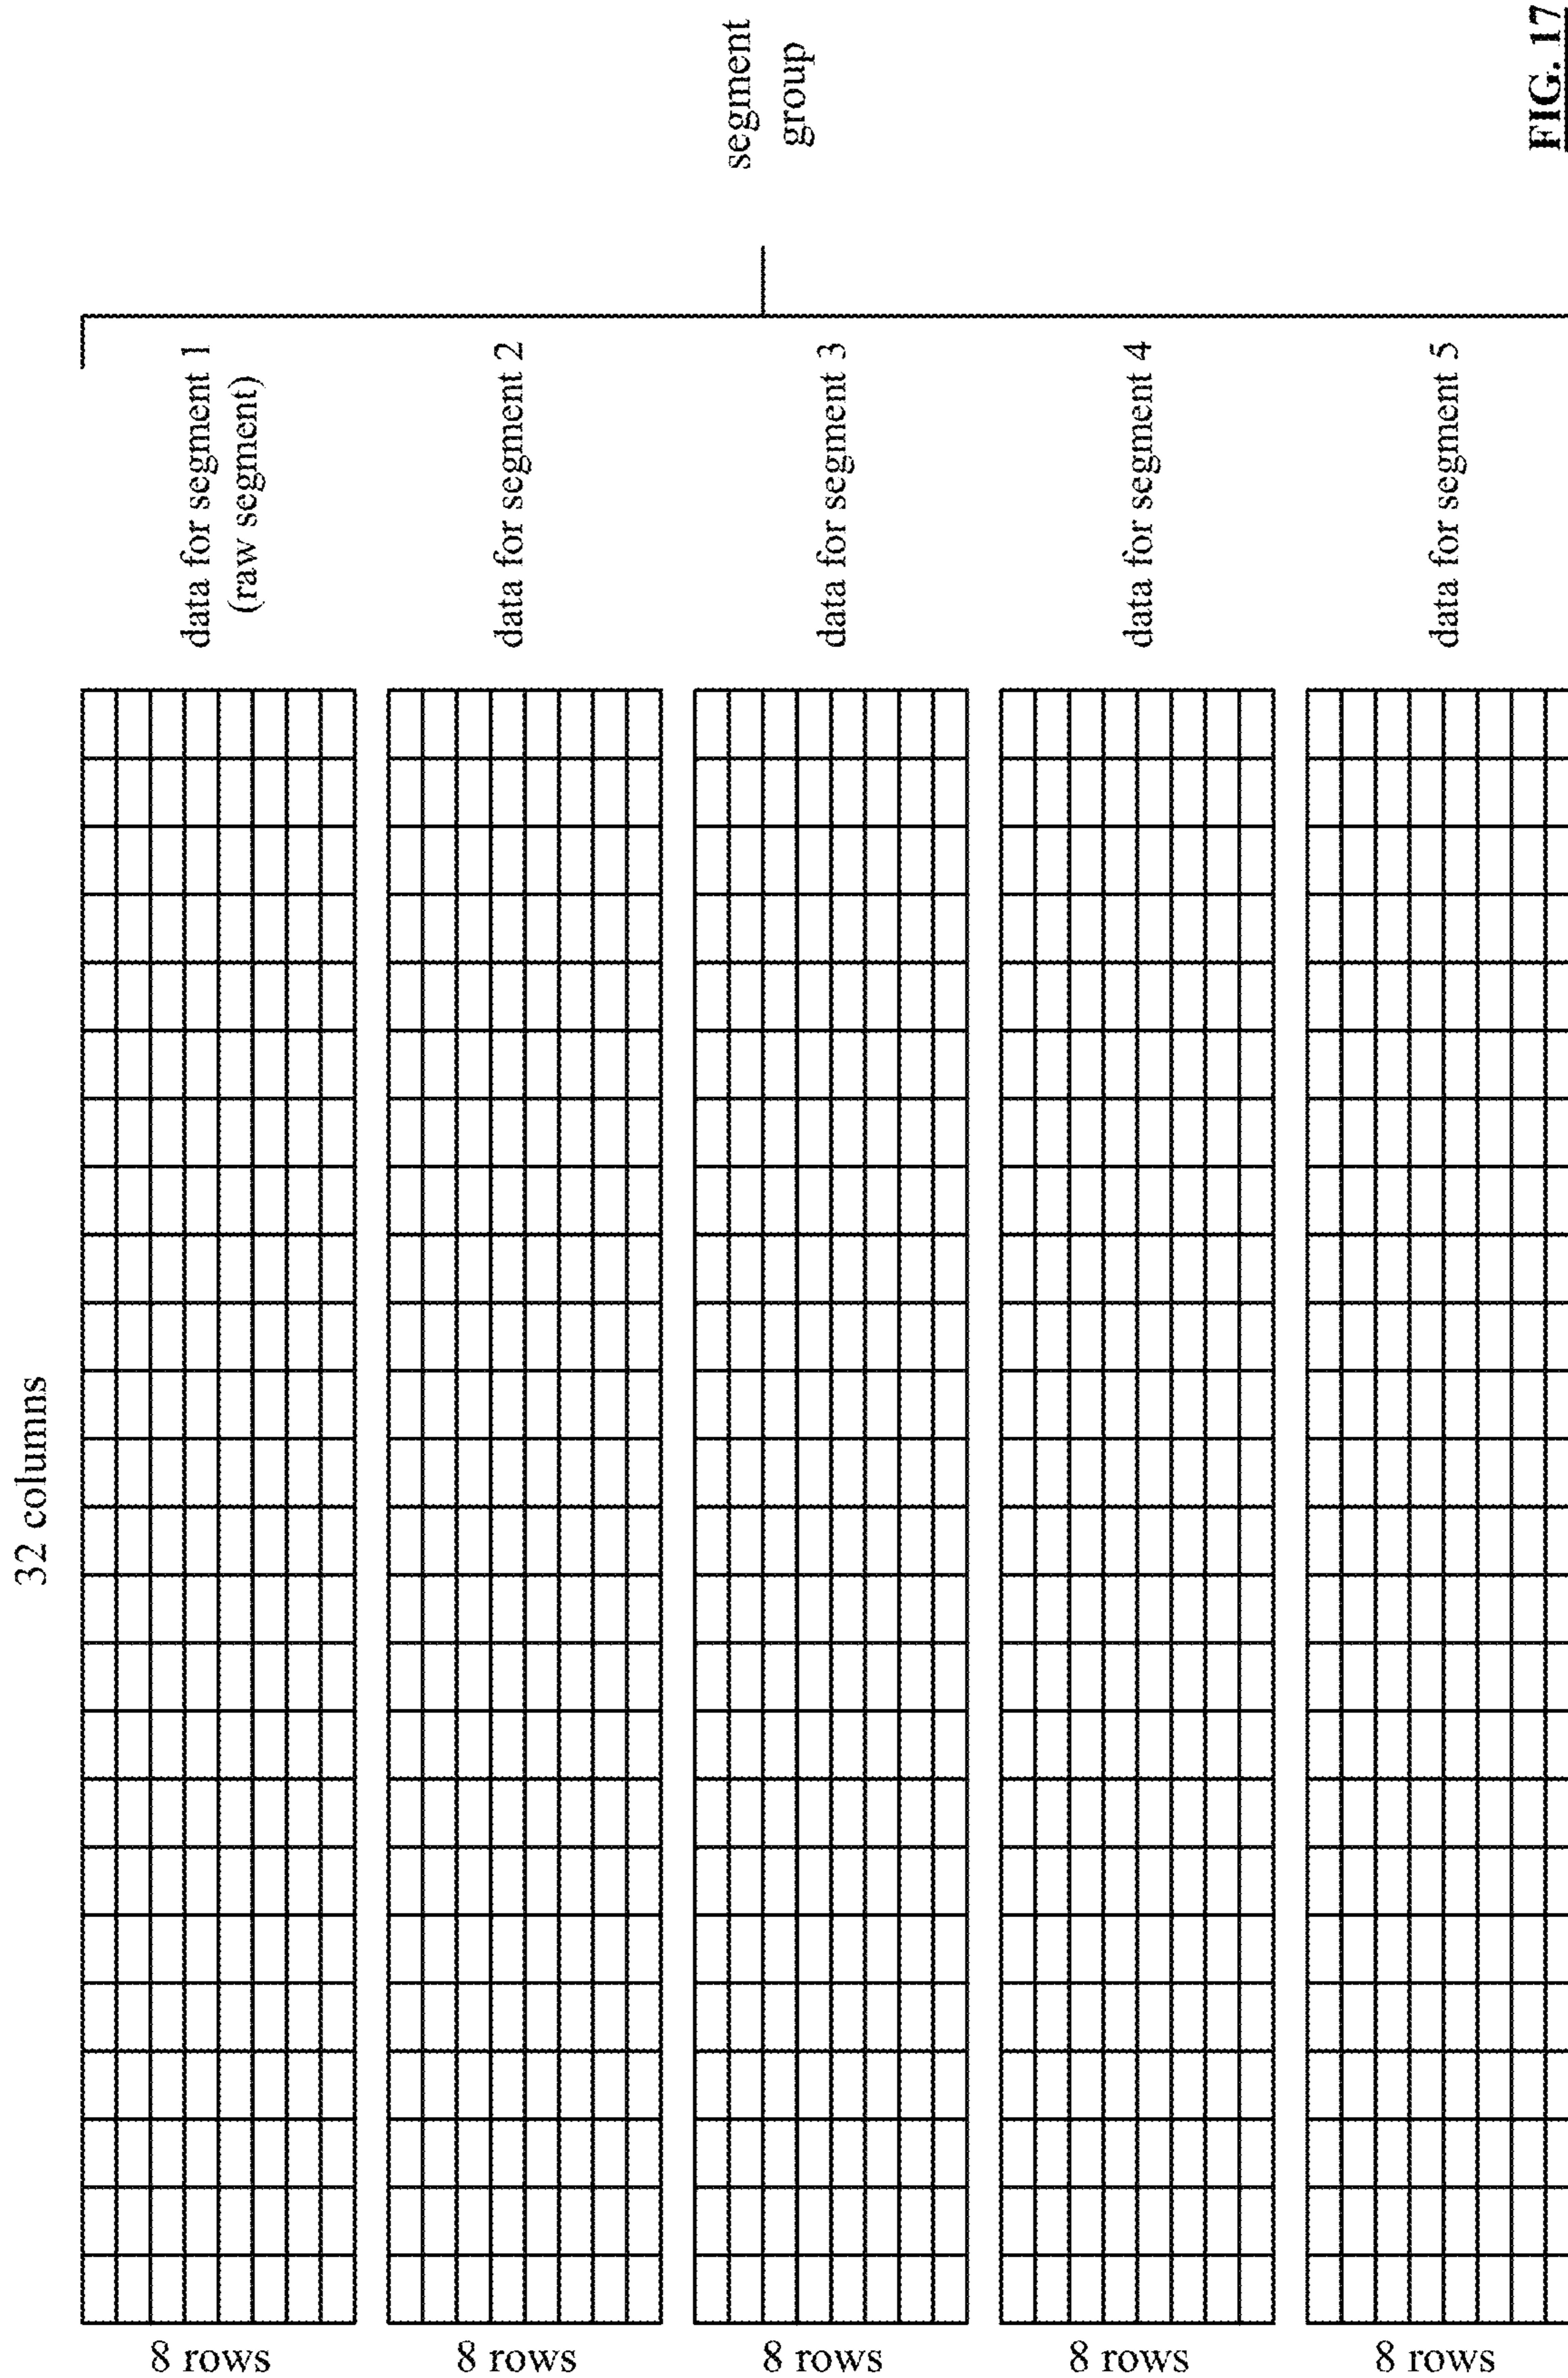 32 columns
8 rows
data for segment 1
(raw segment)
8 rows
data for segment 2
8 rows
data for segment 3
8 rows
data for segment 4
8 rows
data for segment 5
segment
group
FIG. 17